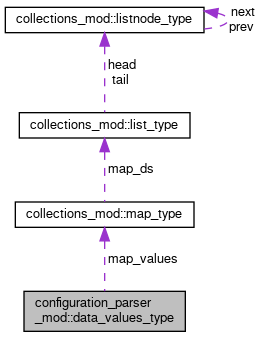 collections_mod::listnode_type
next
prev
head
tail
collections_mod::list_type
map_ds
collections_mod::map_type
map_values
configuration_parser
_mod::data_values_type